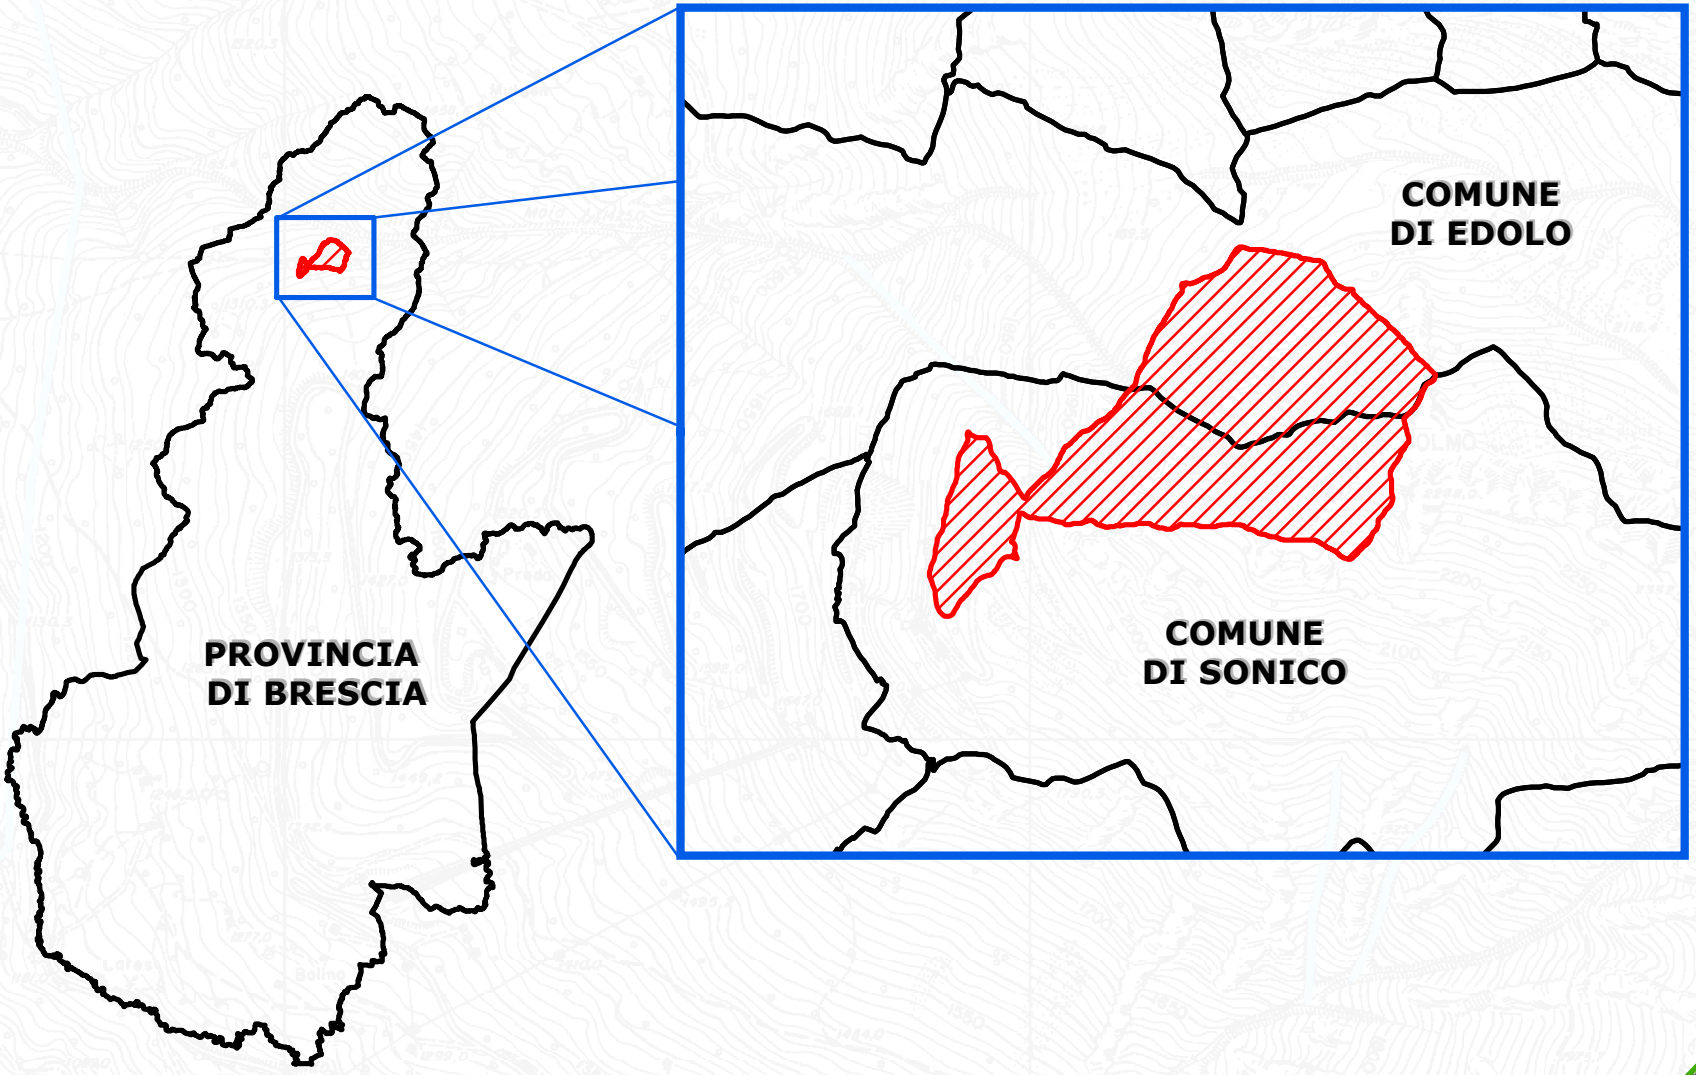 COMUNE
DI EDOLO
PROVINCIA
DI BRESCIA
COMUNE
DI SONICO